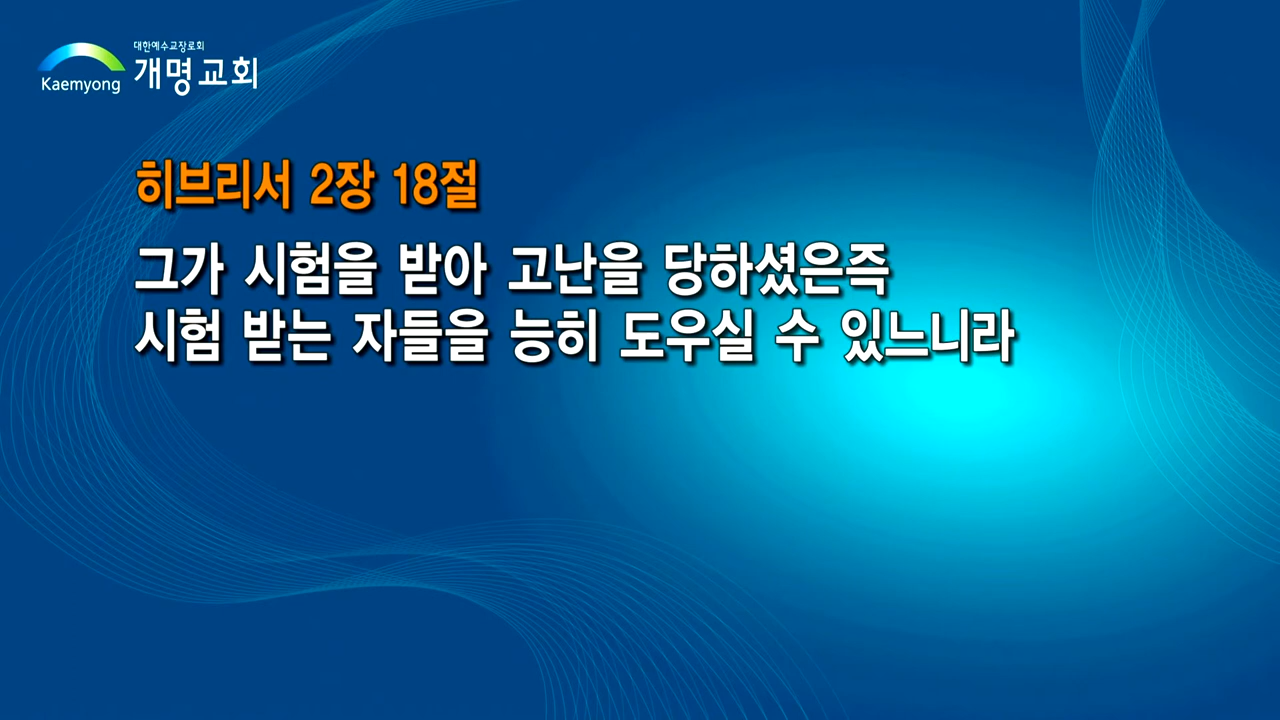 대한예수교장로회
개명교회
Kaemyong
히브리서 2장 18절
그가 시험을 받아 고난을 당하셨은즉
시험 받는 자들을 능히 도우실 수 있느니라